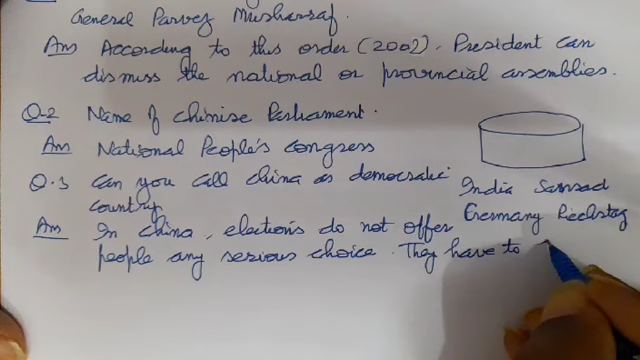 General Parvez Musharraf.
Ans According to this order (2002). President can
dismiss the national or provincial assemblies.
Q-2 Name of Chinise Parliament.
Ans National People's Congress
Q.3 Can you call China as democratic
country
India Sansad
Germany Reichstag
Ans In China, elections do not offer
people any serious choice. They have to